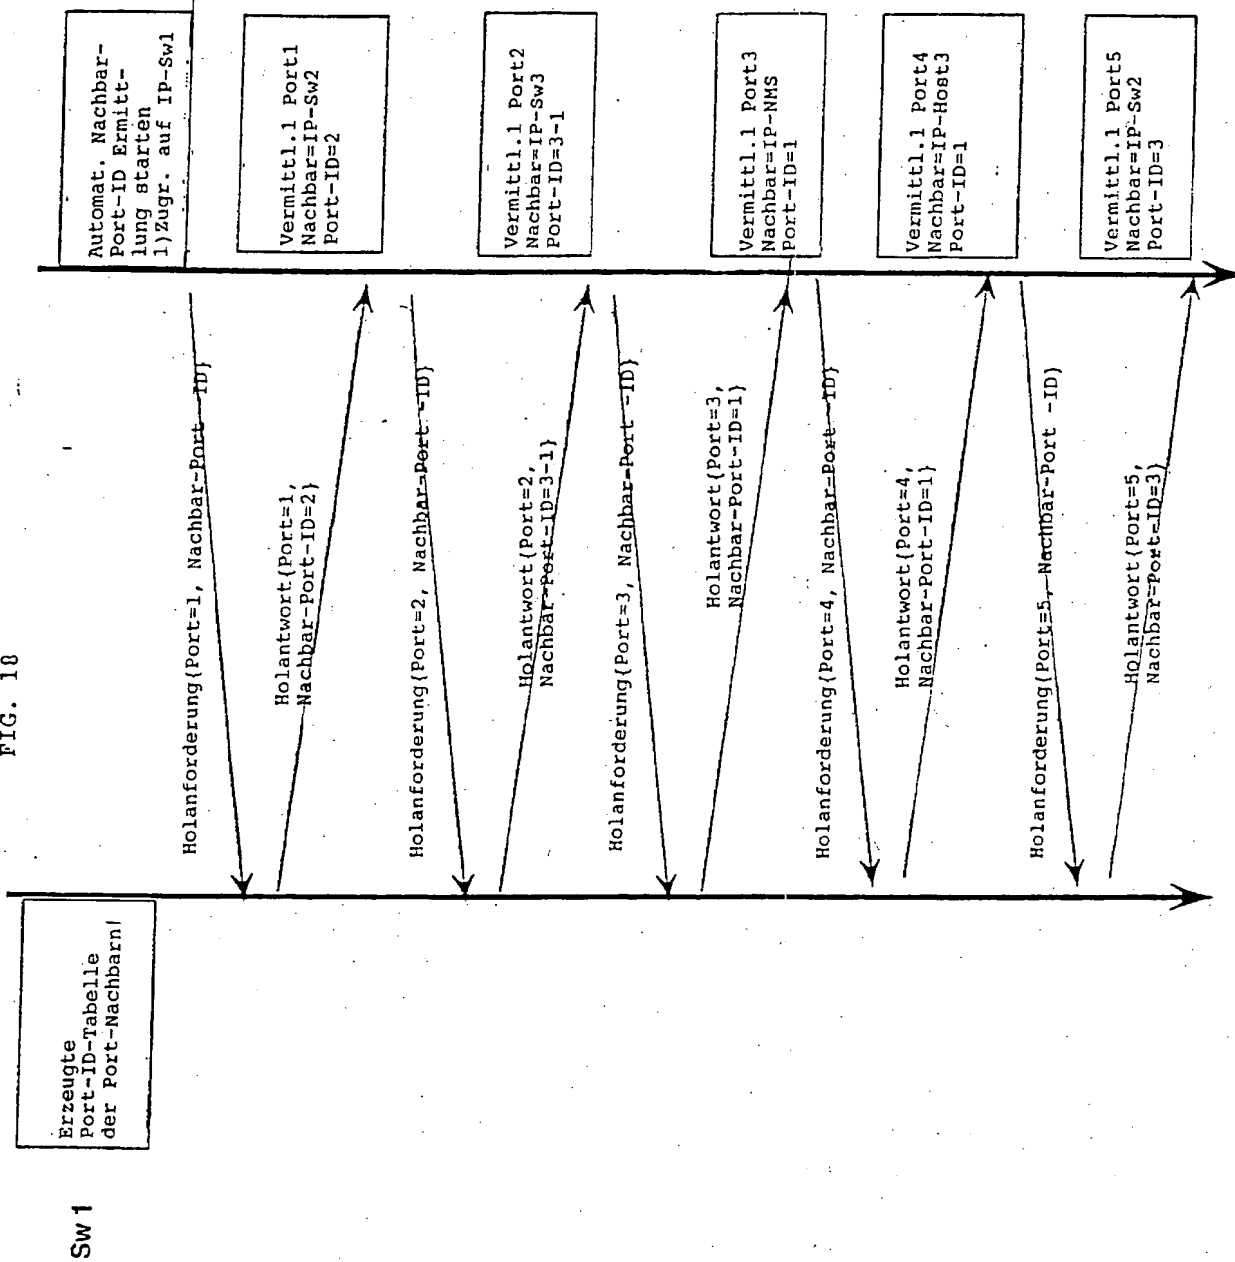 FIG. 18
Sw 1
Erzeugte
Port-ID-Tabelle
der Port-Nachbarn
Automat. Nachbar-
Port-ID Ermitt-
lung starten
1)Zugr. auf IP-Sw1
Holanforderung{Port=1, Nachbar-Port -ID}
Holantwort{Port=1,
Nachbar-Port-ID=2}
Vermittl.1 Port1
Nachbar=IP-Sw2
Port-ID=2
Holanforderung{Port=2, Nachbar-Port -ID}
Holantwort{Port=2,
Nachbar-Port-ID=3-1}
Vermittl.1 Port2
Nachbar=IP-Sw3
Port-ID=3-1
Holanforderung{Port=3, Nachbar-Port -ID}
Holantwort{Port=3,
Nachbar-Port-ID=1}
Vermittl.1 Port3
Nachbar=IP-NMS
Port-ID=1
Holanforderung{Port=4, Nachbar-Port -ID}
Holantwort{Port=4,
Nachbar-Port-ID=1}
Vermittl.1 Port4
Nachbar=IP-Host3
Port-ID=1
Holanforderung{Port=5, Nachbar-Port -ID}
Holantwort{Port=5,
Nachbar-Port-ID=3}
Vermittl.1 Port5
Nachbar=IP-Sw2
Port-ID=3